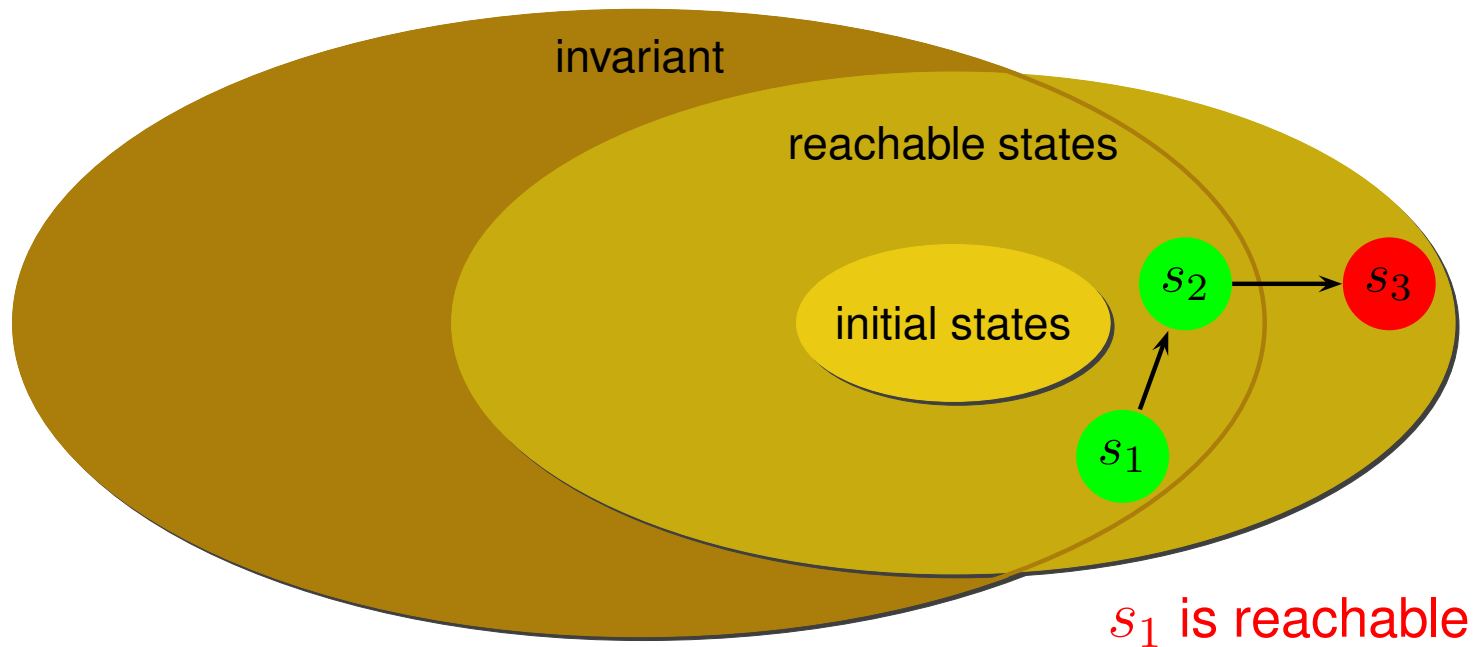 invariant
reachable states
s₂
s₃
initial states
s₁
s₁ is reachable